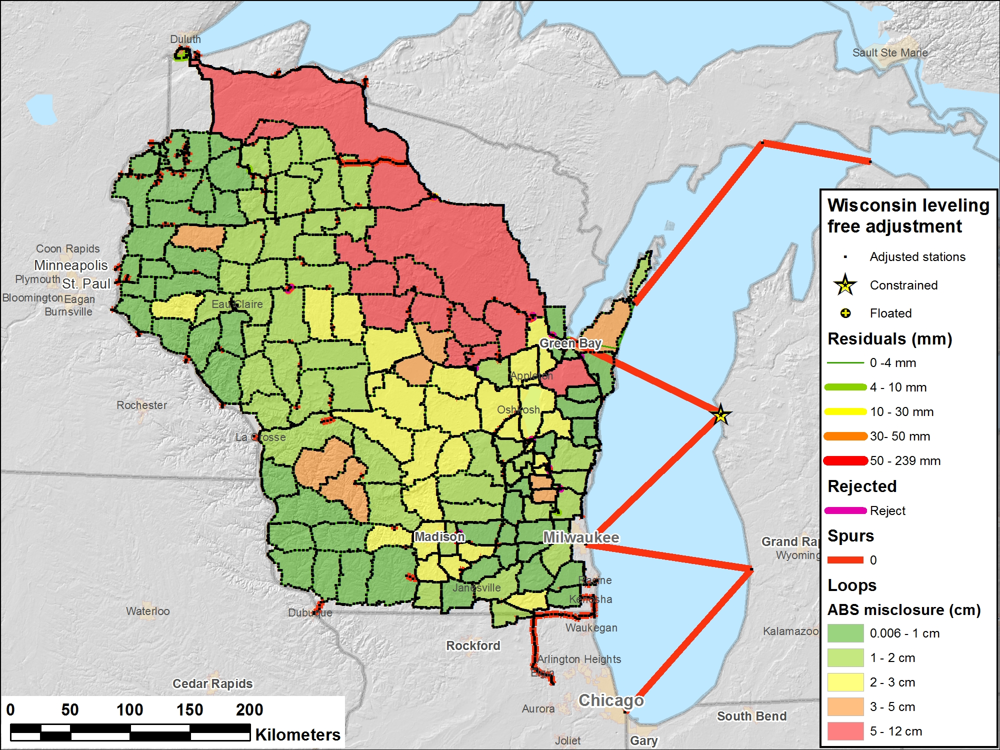 Duluth
Sault Ste Marie
Coon Rapids
Minneapolis
Plymouth
St. Paul
Bloomington
Eagan
Burnsville
Eau Claire
Green Bay
Appleton
Rochester
Oshkosh
La Crosse
Madison
Milwaukee
Grand Rap
Wyoming
Racine
Janesville
Kenosha
Waterloo
Dubuque
Waukegan
Kalamazoo
Rockford
Arlington Heights
Elgin
Cedar Rapids
Chicago
Aurora
South Bend
Joliet
Gary
0 50 100 150 200
Kilometers
Wisconsin leveling
free adjustment
Adjusted stations
Constrained
Floated
Residuals (mm)
0 -4 mm
4 - 10 mm
10 - 30 mm
30- 50 mm
50 - 239 mm
Rejected
Reject
Spurs
0
Loops
ABS misclosure (cm)
0.006 - 1 cm
1 - 2 cm
2 - 3 cm
3 - 5 cm
5 - 12 cm